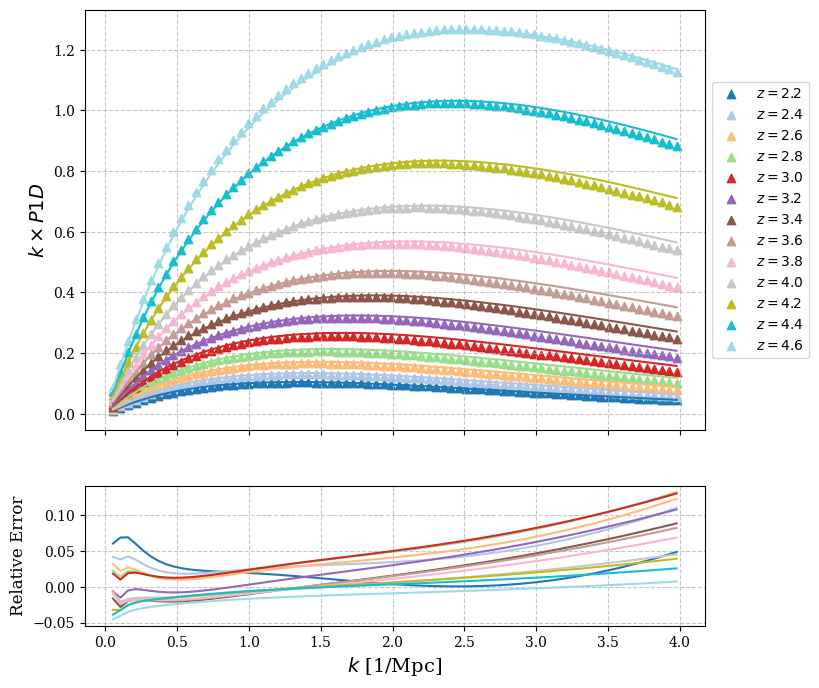 k × P1D
1.2
1.0
0.8
0.6
0.4
0.2
0.0
z = 2.2
z = 2.4
z = 2.6
z = 2.8
z = 3.0
z = 3.2
z = 3.4
z = 3.6
z = 3.8
z = 4.0
z = 4.2
z = 4.4
z = 4.6
Relative Error
0.10
0.05
0.00
−0.05
0.0 0.5 1.0 1.5 2.0 2.5 3.0 3.5 4.0
k [1/Mpc]